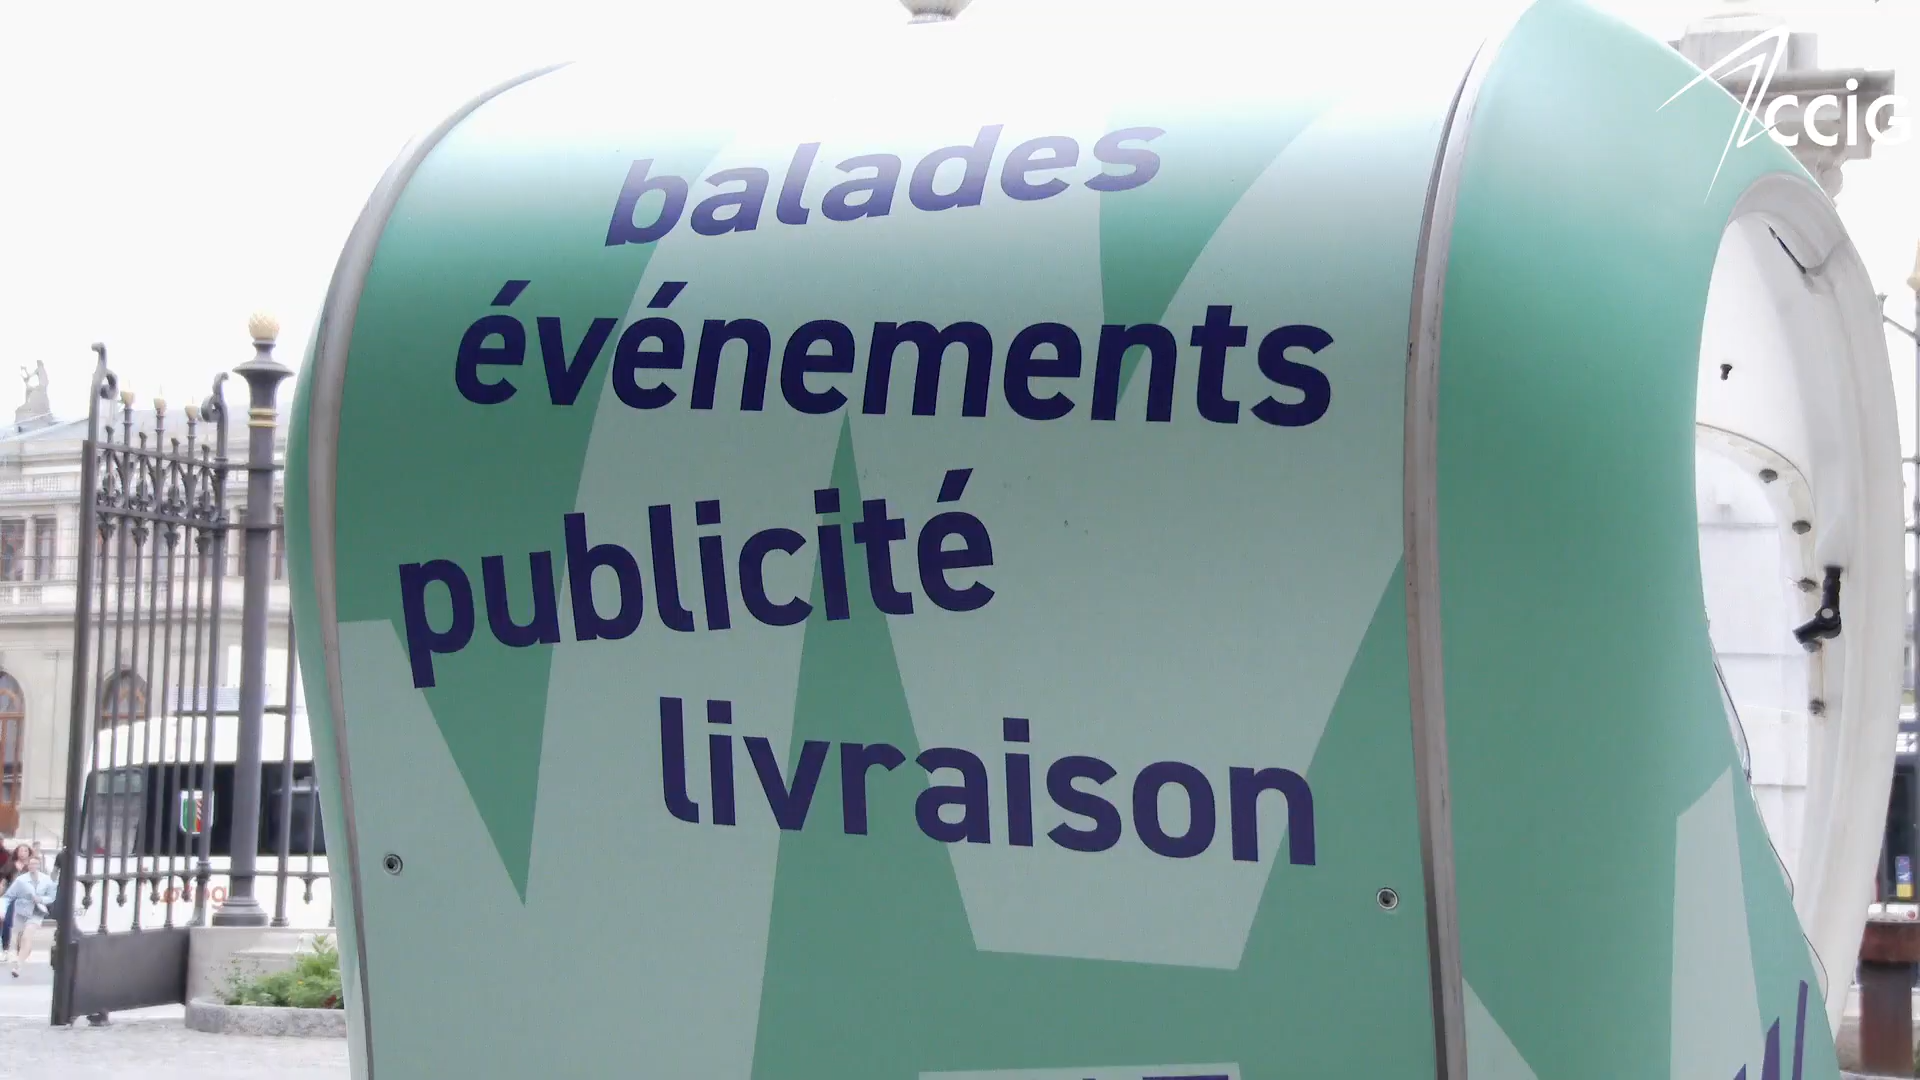 balades
événements
publicité
livraison
ccig